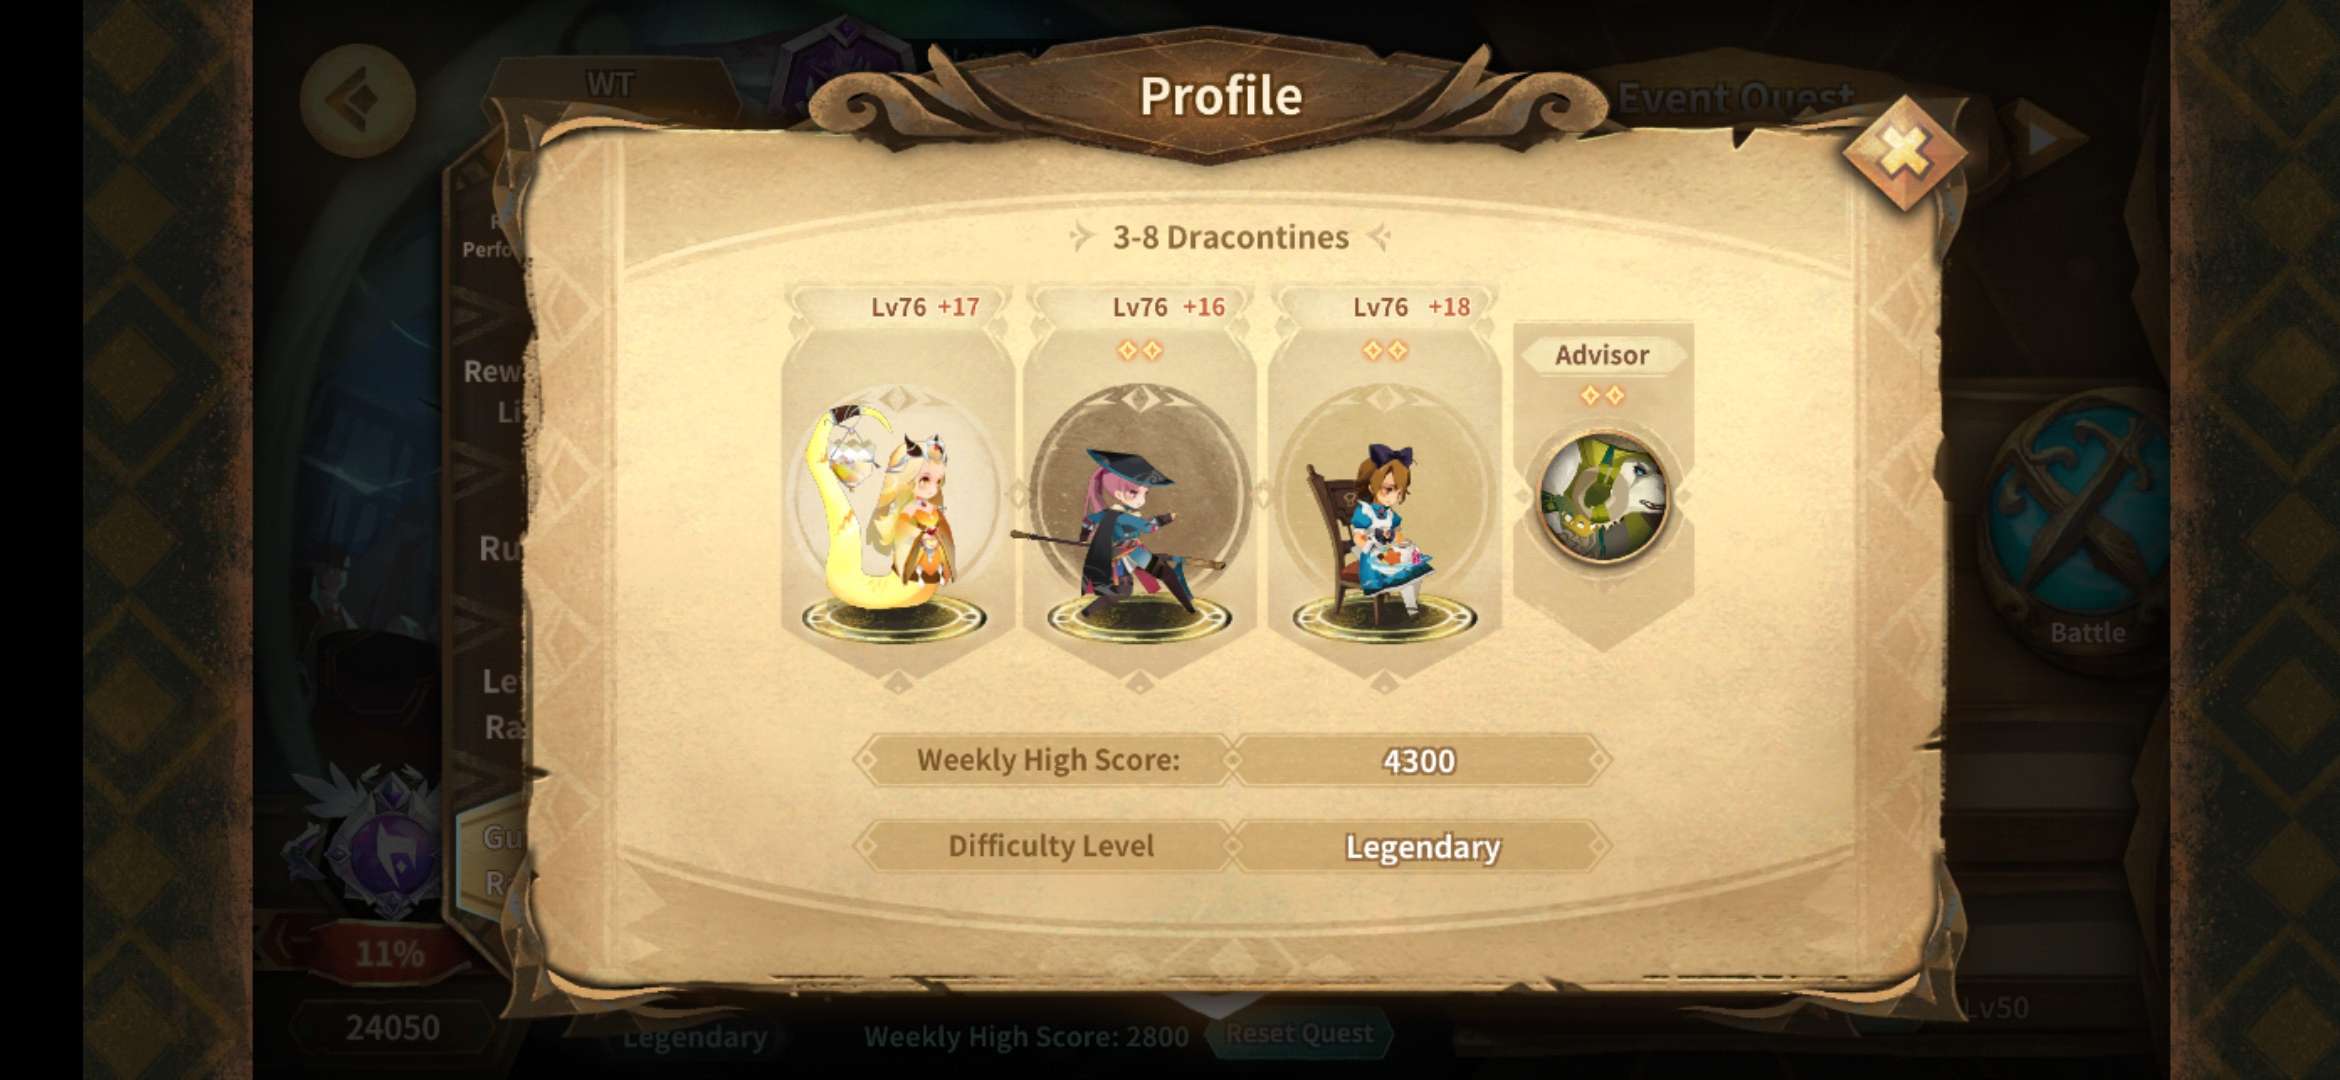 WT
Profile
Event Quest
3-8 Dracontines
Lv76 +17
Lv76 +16
Lv76 +18
Advisor
Weekly High Score:
4300
Difficulty Level
Legendary
Battle
11%
24050
Legendary
Weekly High Score: 2800
Reset Quest
Lv50